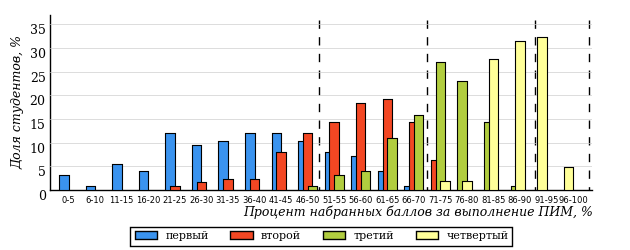 Доля студентов, %
35
30
25
20
15
10
5
0
0-5 6-10 11-15 16-20 21-25 26-30 31-35 36-40 41-45 46-50 51-55 56-60 61-65 66-70 71-75 76-80 81-85 86-90 91-95 96-100
Процент набранных баллов за выполнение ПИМ, %
первый второй третий четвертый